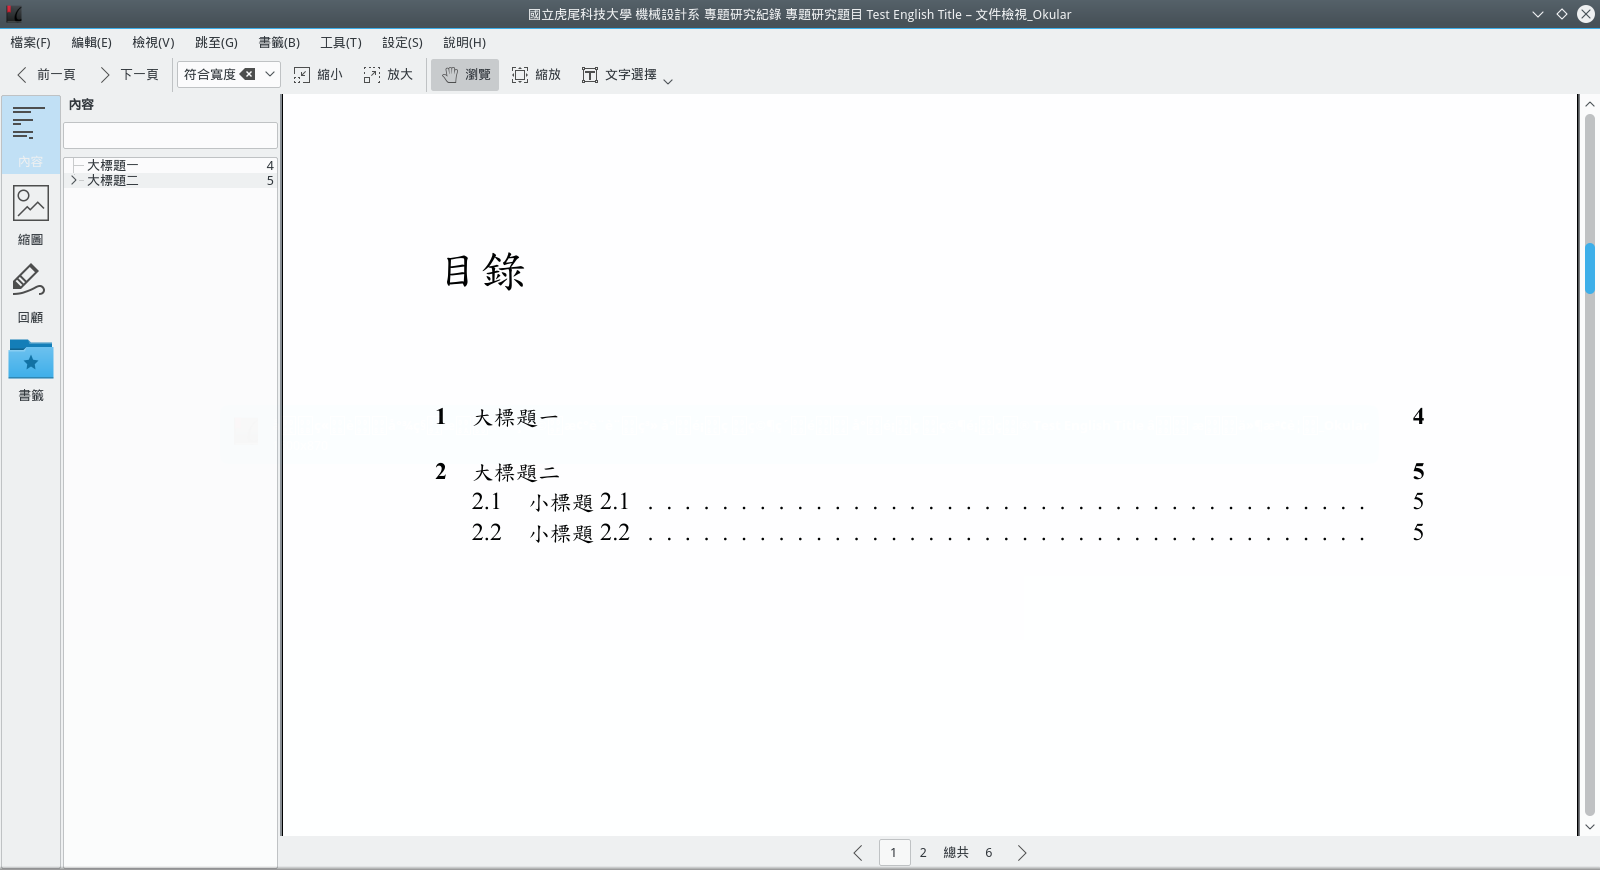 國立虎尾科技大學 機械設計系 專題研究紀錄 專題研究題目 Test English Title – 文件檢視_Okular
檔案(F) 編輯(E) 檢視(V) 跳至(G) 書籤(B) 工具(T) 設定(S) 說明(H)
前一頁 下一頁 符合寬度 縮小 放大 瀏覽 縮放 文字選擇
內容
內容
縮圖
回顧
書籤
大標題一 4
大標題二 5
目錄
1 大標題一 4
2 大標題二 5
2.1 小標題 2.1 . . . . . . . . . . . . . . . . . . . . . . . . . . . . . . . . . . . . . . . 5
2.2 小標題 2.2 . . . . . . . . . . . . . . . . . . . . . . . . . . . . . . . . . . . . . . . 5
1 2 總共 6